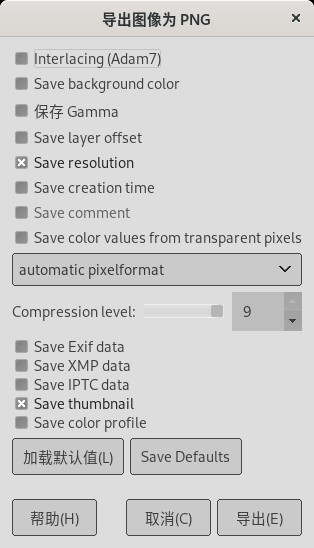 导出图像为 PNG
Interlacing (Adam7)
Save background color
保存 Gamma
Save layer offset
Save resolution
Save creation time
Save comment
Save color values from transparent pixels
automatic pixelformat
Compression level: 9
Save Exif data
Save XMP data
Save IPTC data
Save thumbnail
Save color profile
加载默认值(L) Save Defaults
帮助(H) 取消(C) 导出(E)